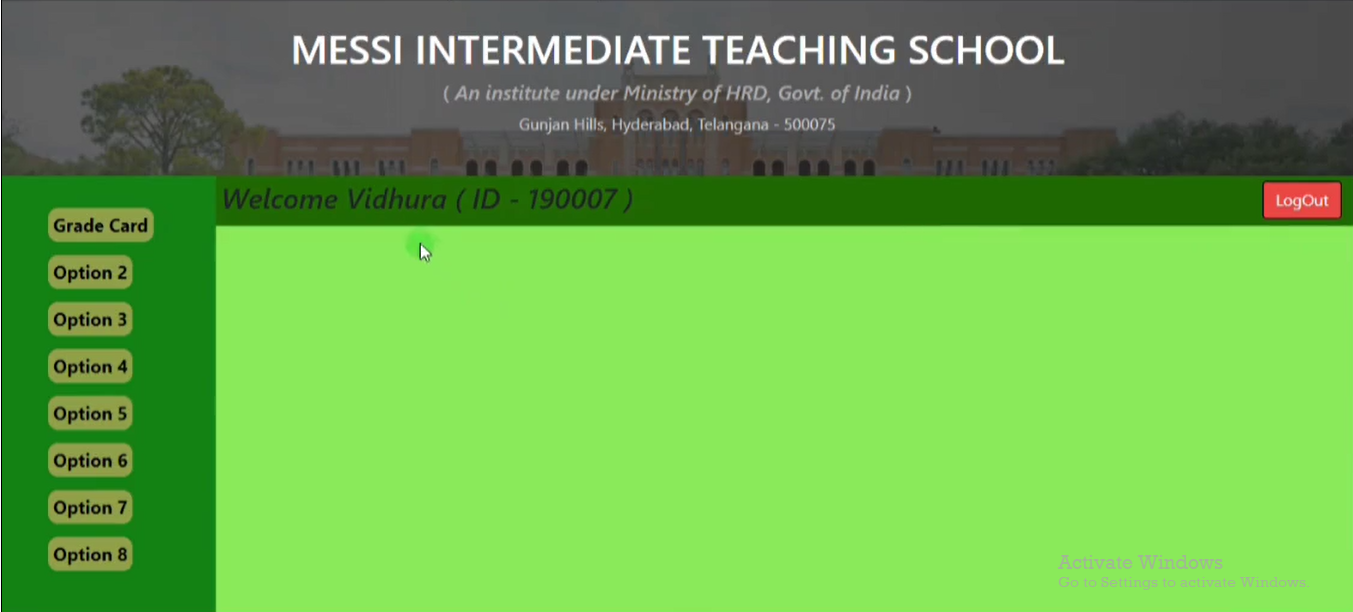 MESSI INTERMEDIATE TEACHING SCHOOL
( An institute under Ministry of HRD, Govt. of India )
Gunjan Hills, Hyderabad, Telangana - 500075
Welcome Vidhura ( ID - 190007 )
LogOut
Grade Card
Option 2
Option 3
Option 4
Option 5
Option 6
Option 7
Option 8
Activate Windows
Go to Settings to activate Windows.